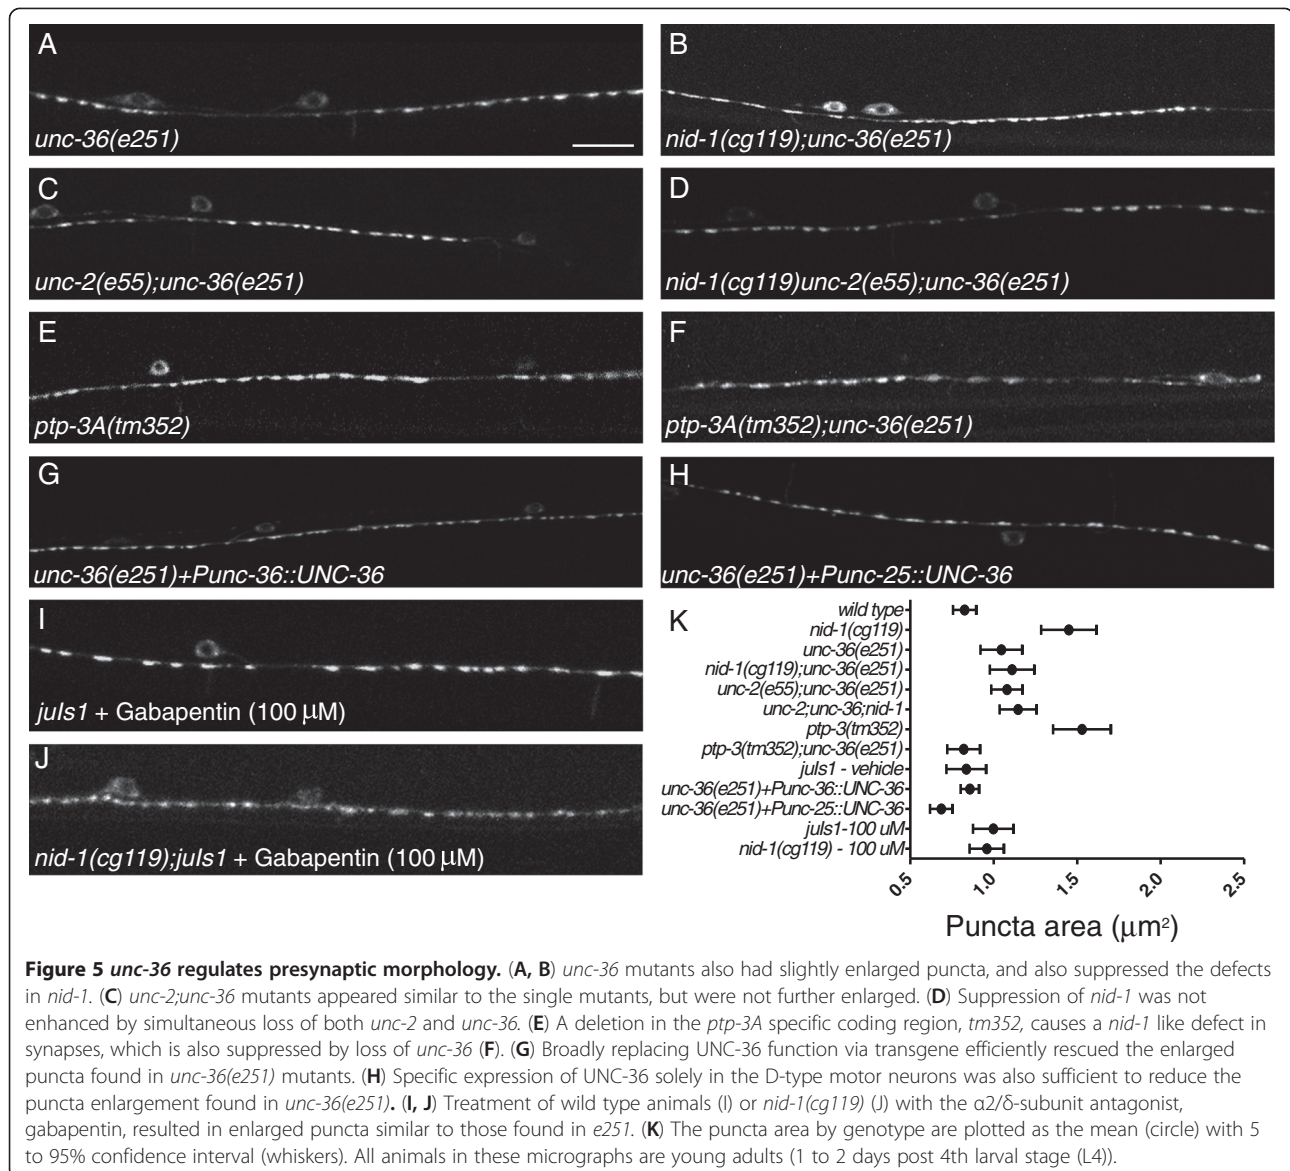 A
unc-36(e251)
B
nid-1(cg119);unc-36(e251)
C
unc-2(e55);unc-36(e251)
D
nid-1(cg119)unc-2(e55);unc-36(e251)
E
ptp-3A(tm352)
F
ptp-3A(tm352);unc-36(e251)
G
unc-36(e251)+Punc-36::UNC-36
H
unc-36(e251)+Punc-25::UNC-36
I
juIs1 + Gabapentin (100 μM)
J
nid-1(cg119);juIs1 + Gabapentin (100 μM)
K
wild type
nid-1(cg119)
unc-36(e251)
nid-1(cg119);unc-36(e251)
unc-2(e55);unc-36(e251)
unc-2;unc-36;nid-1
ptp-3(tm352)
ptp-3(tm352);unc-36(e251)
juIs1 - vehicle
unc-36(e251)+Punc-36::UNC-36
unc-36(e251)+Punc-25::UNC-36
juIs1-100 uM
nid-1(cg119) - 100 uM
0.5 1.0 1.5 2.0 2.5
Puncta area (μm²)
Figure 5 unc-36 regulates presynaptic morphology. (A, B) unc-36 mutants also had slightly enlarged puncta, and also suppressed the defects
in nid-1. (C) unc-2;unc-36 mutants appeared similar to the single mutants, but were not further enlarged. (D) Suppression of nid-1 was not
enhanced by simultaneous loss of both unc-2 and unc-36. (E) A deletion in the ptp-3A specific coding region, tm352, causes a nid-1 like defect in
synapses, which is also suppressed by loss of unc-36 (F). (G) Broadly replacing UNC-36 function via transgene efficiently rescued the enlarged
puncta found in unc-36(e251) mutants. (H) Specific expression of UNC-36 solely in the D-type motor neurons was also sufficient to reduce the
puncta enlargement found in unc-36(e251). (I, J) Treatment of wild type animals (I) or nid-1(cg119) (J) with the α2/δ-subunit antagonist,
gabapentin, resulted in enlarged puncta similar to those found in e251. (K) The puncta area by genotype are plotted as the mean (circle) with 5
to 95% confidence interval (whiskers). All animals in these micrographs are young adults (1 to 2 days post 4th larval stage (L4)).